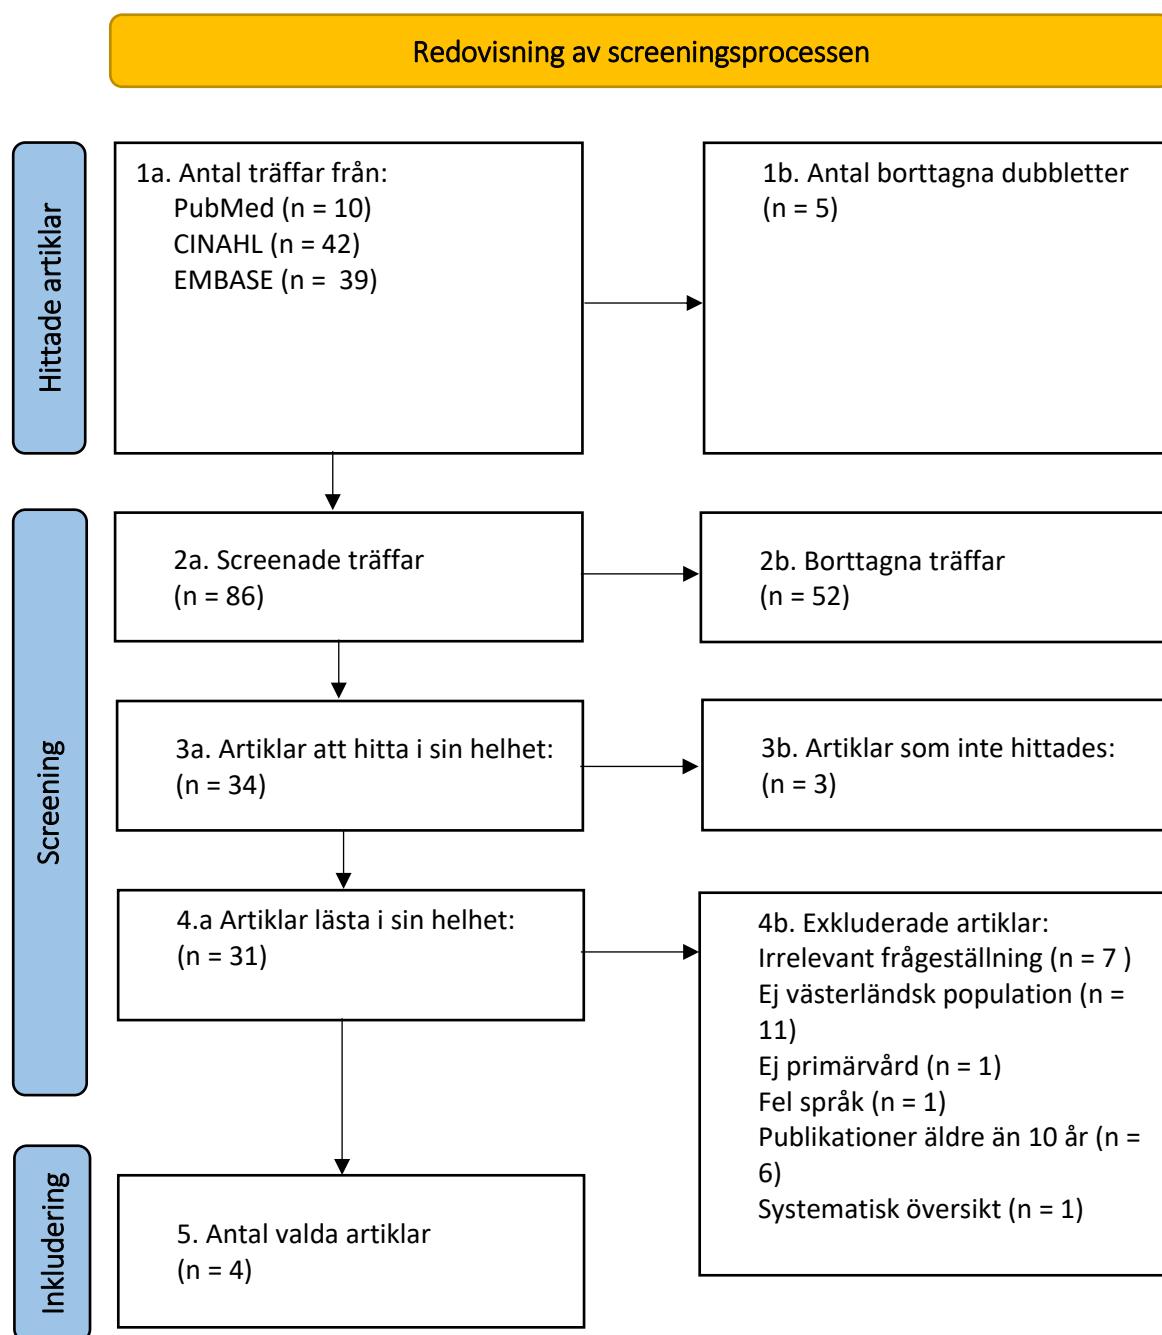 Redovisning av screeningsprocessen
Hittade artiklar
1a. Antal träffar från:
PubMed (n = 10)
CINAHL (n = 42)
EMBASE (n =  39)
1b. Antal borttagna dubbletter
(n = 5)
Screening
2a. Screenade träffar
(n = 86)
2b. Borttagna träffar
(n = 52)
3a. Artiklar att hitta i sin helhet:
(n = 34)
3b. Artiklar som inte hittades:
(n = 3)
4.a Artiklar lästa i sin helhet:
(n = 31)
4b. Exkluderade artiklar:
Irrelevant frågeställning (n = 7 )
Ej västerländsk population (n =
11)
Ej primärvård (n = 1)
Fel språk (n = 1)
Publikationer äldre än 10 år (n =
6)
Systematisk översikt (n = 1)
Inkludering
5. Antal valda artiklar
(n = 4)